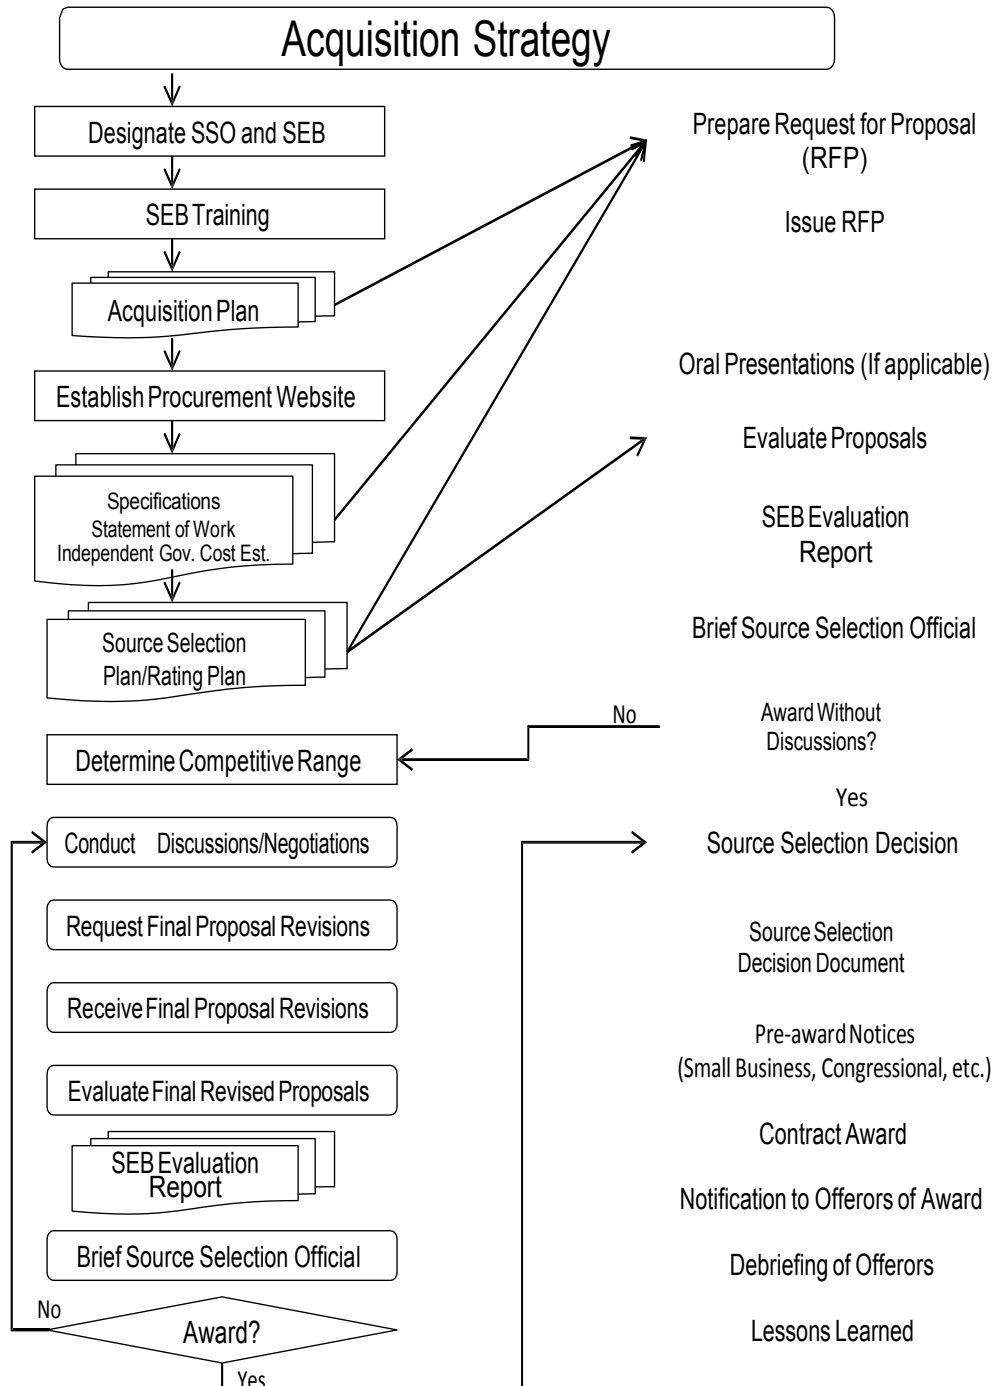 Acquisition Strategy
Designate SSO and SEB
SEB Training
Acquisition Plan
Establish Procurement Website
Specifications
Statement of Work
Independent Gov. Cost Est.
Source Selection
Plan/Rating Plan
Determine Competitive Range
Conduct Discussions/Negotiations
Request Final Proposal Revisions
Receive Final Proposal Revisions
Evaluate Final Revised Proposals
SEB Evaluation
Report
Brief Source Selection Official
No
Award?
Yes
Prepare Request for Proposal
(RFP)
Issue RFP
Oral Presentations (If applicable)
Evaluate Proposals
SEB Evaluation
Report
Brief Source Selection Official
No
Award Without
Discussions?
Yes
Source Selection Decision
Source Selection
Decision Document
Pre-award Notices
(Small Business, Congressional, etc.)
Contract Award
Notification to Offerors of Award
Debriefing of Offerors
Lessons Learned